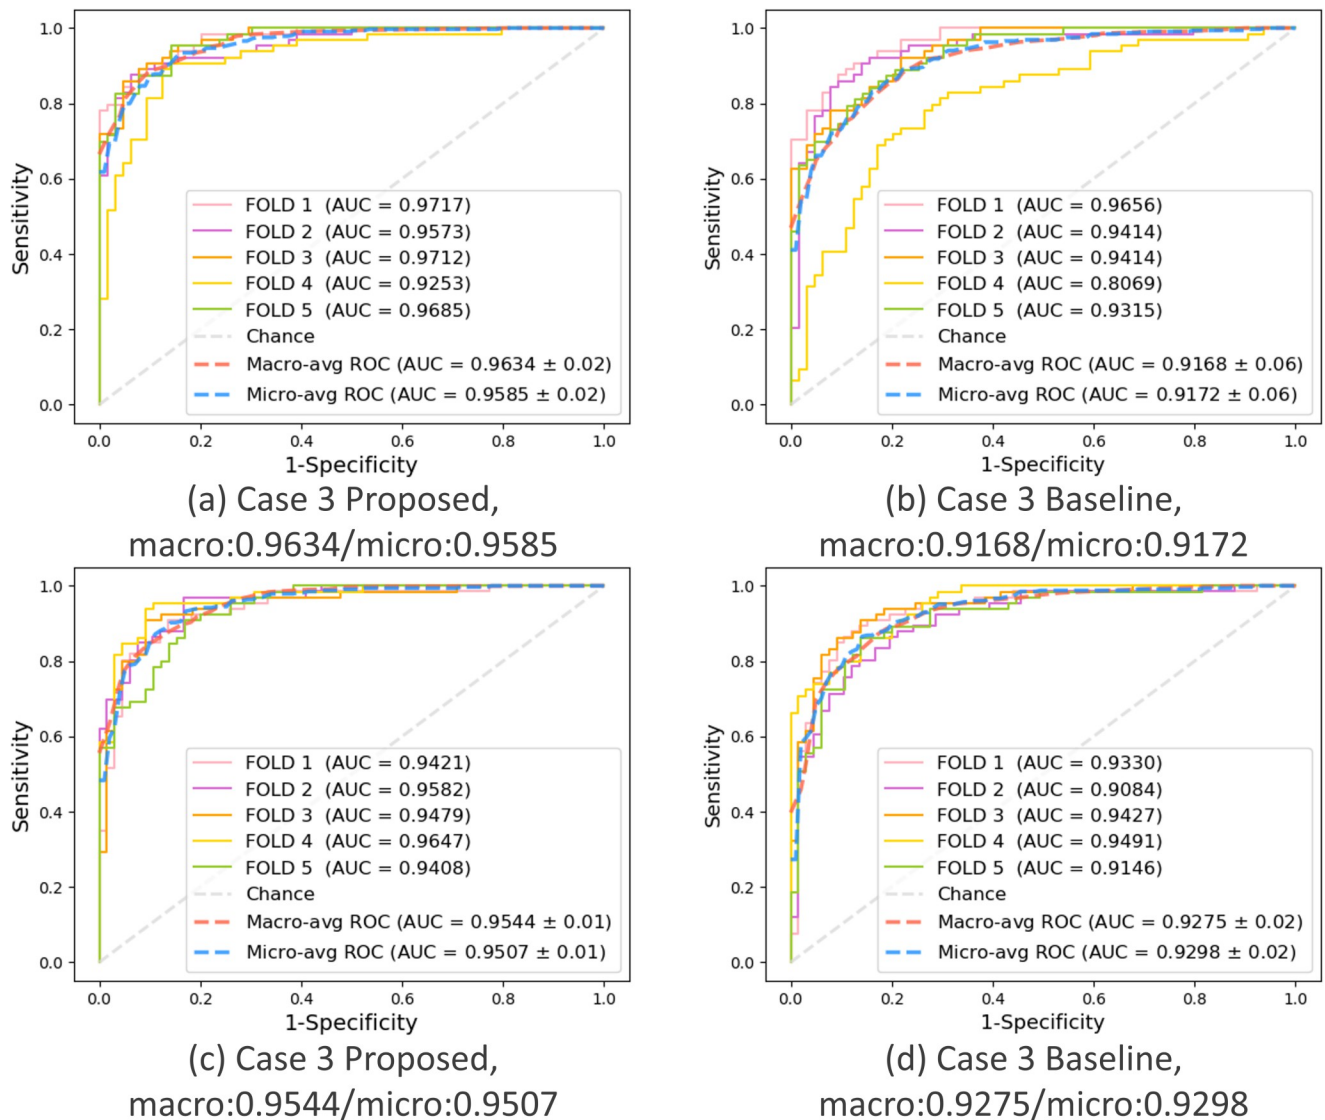 1.0
0.8
0.6
0.4
0.2
0.0
Sensitivity
FOLD 1 (AUC = 0.9717)
FOLD 2 (AUC = 0.9573)
FOLD 3 (AUC = 0.9712)
FOLD 4 (AUC = 0.9253)
FOLD 5 (AUC = 0.9685)
Chance
Macro-avg ROC (AUC = 0.9634 ± 0.02)
Micro-avg ROC (AUC = 0.9585 ± 0.02)
0.0 0.2 0.4 0.6 0.8 1.0
1-Specificity
(a) Case 3 Proposed,
macro:0.9634/micro:0.9585
1.0
0.8
0.6
0.4
0.2
0.0
Sensitivity
FOLD 1 (AUC = 0.9656)
FOLD 2 (AUC = 0.9414)
FOLD 3 (AUC = 0.9414)
FOLD 4 (AUC = 0.8069)
FOLD 5 (AUC = 0.9315)
Chance
Macro-avg ROC (AUC = 0.9168 ± 0.06)
Micro-avg ROC (AUC = 0.9172 ± 0.06)
0.0 0.2 0.4 0.6 0.8 1.0
1-Specificity
(b) Case 3 Baseline,
macro:0.9168/micro:0.9172
1.0
0.8
0.6
0.4
0.2
0.0
Sensitivity
FOLD 1 (AUC = 0.9421)
FOLD 2 (AUC = 0.9582)
FOLD 3 (AUC = 0.9479)
FOLD 4 (AUC = 0.9647)
FOLD 5 (AUC = 0.9408)
Chance
Macro-avg ROC (AUC = 0.9544 ± 0.01)
Micro-avg ROC (AUC = 0.9507 ± 0.01)
0.0 0.2 0.4 0.6 0.8 1.0
1-Specificity
(c) Case 3 Proposed,
macro:0.9544/micro:0.9507
1.0
0.8
0.6
0.4
0.2
0.0
Sensitivity
FOLD 1 (AUC = 0.9330)
FOLD 2 (AUC = 0.9084)
FOLD 3 (AUC = 0.9427)
FOLD 4 (AUC = 0.9491)
FOLD 5 (AUC = 0.9146)
Chance
Macro-avg ROC (AUC = 0.9275 ± 0.02)
Micro-avg ROC (AUC = 0.9298 ± 0.02)
0.0 0.2 0.4 0.6 0.8 1.0
1-Specificity
(d) Case 3 Baseline,
macro:0.9275/micro:0.9298